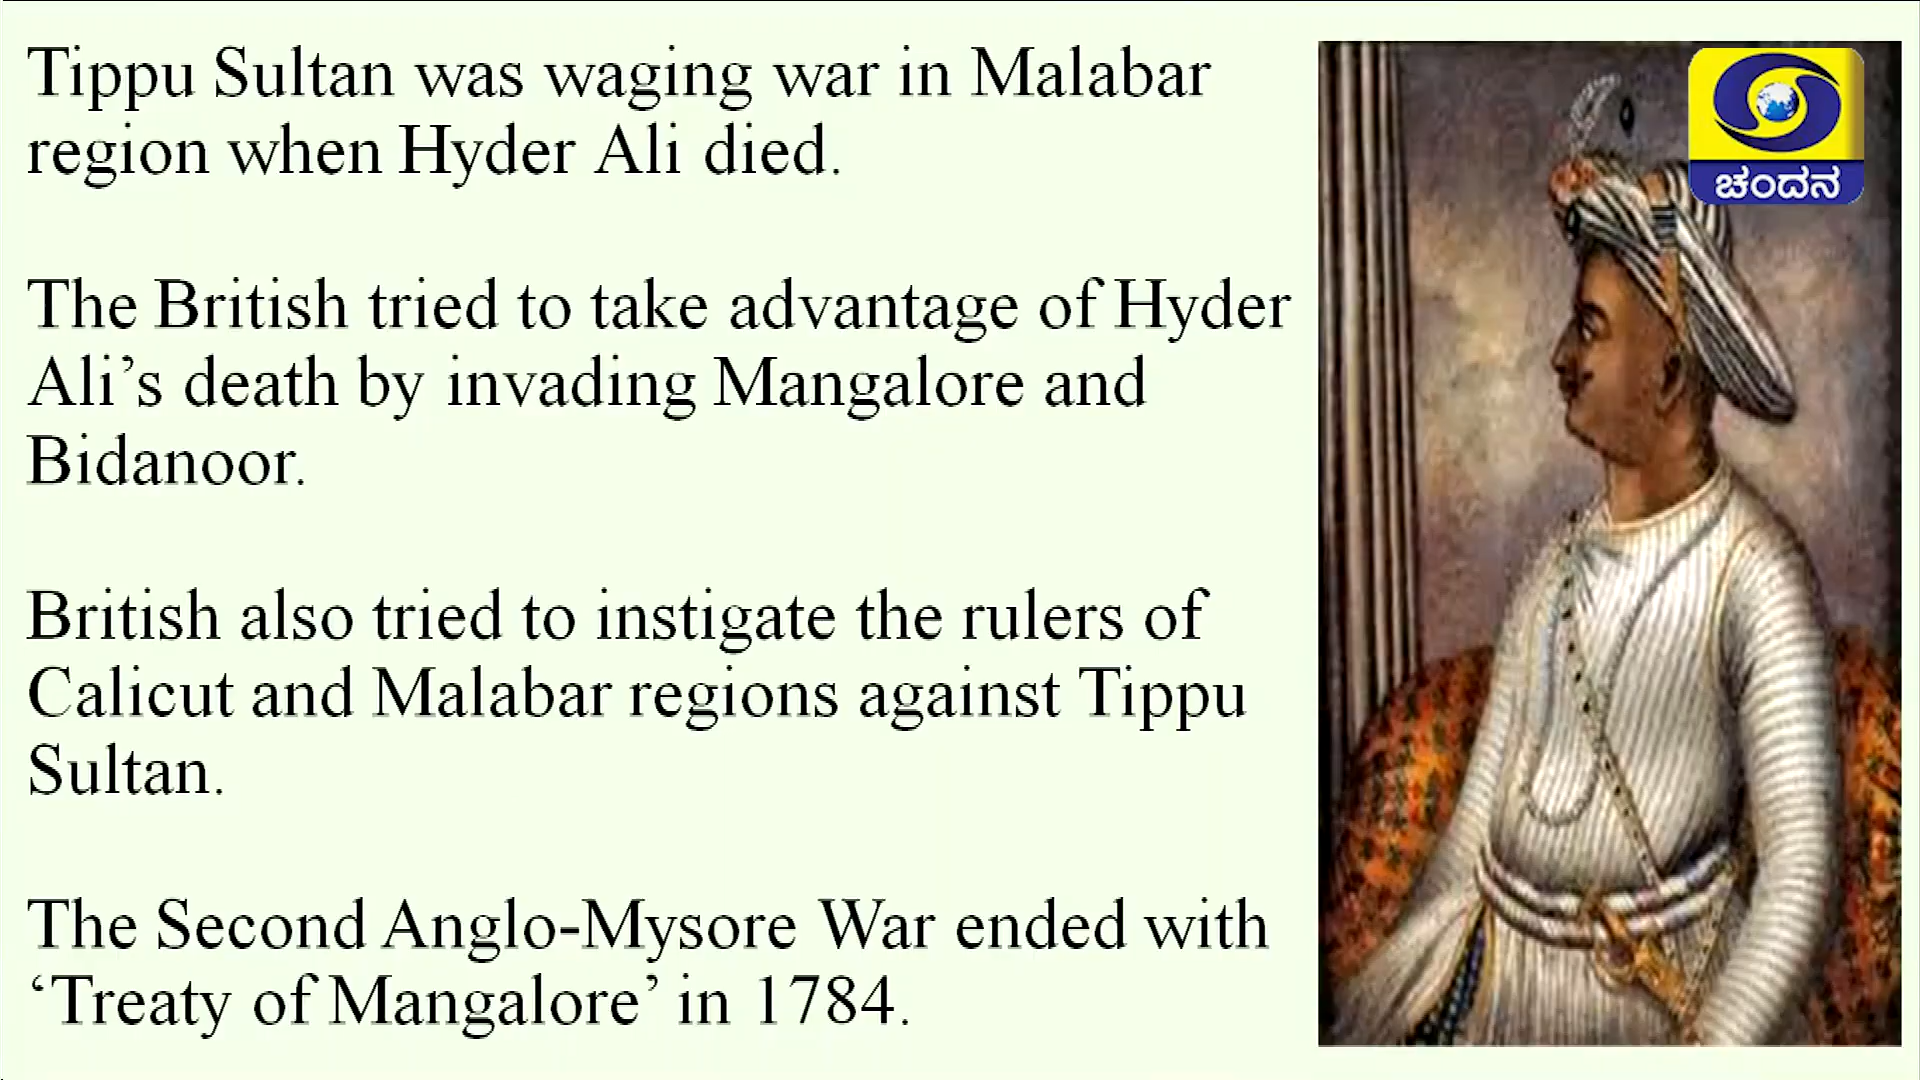 Tippu Sultan was waging war in Malabar
region when Hyder Ali died.
The British tried to take advantage of Hyder
Ali’s death by invading Mangalore and
Bidanoor.
British also tried to instigate the rulers of
Calicut and Malabar regions against Tippu
Sultan.
The Second Anglo-Mysore War ended with
‘Treaty of Mangalore’ in 1784.
ಚಂದನ